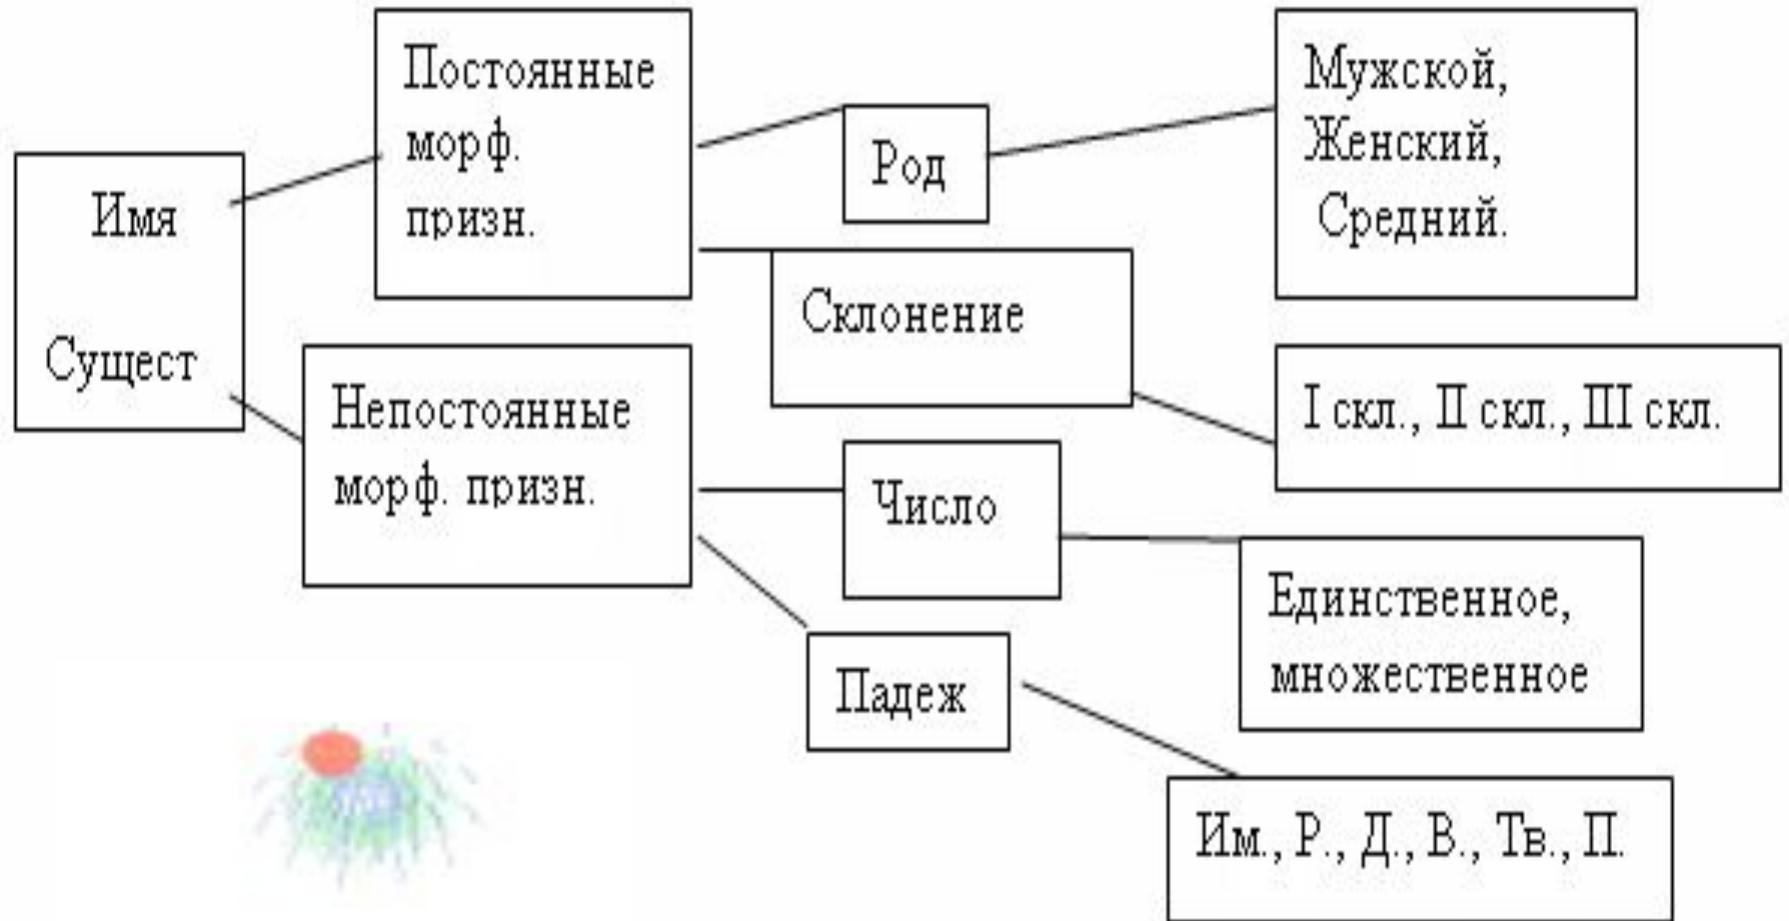 Имя
Сущест
Постоянные
морф.
призн.
Непостоянные
морф. призн.
Род
Склонение
Число
Падеж
Мужской,
Женский,
Средний.
I скл., II скл., III скл.
Единственное,
множественное
Им., Р., Д., В., Тв., П.